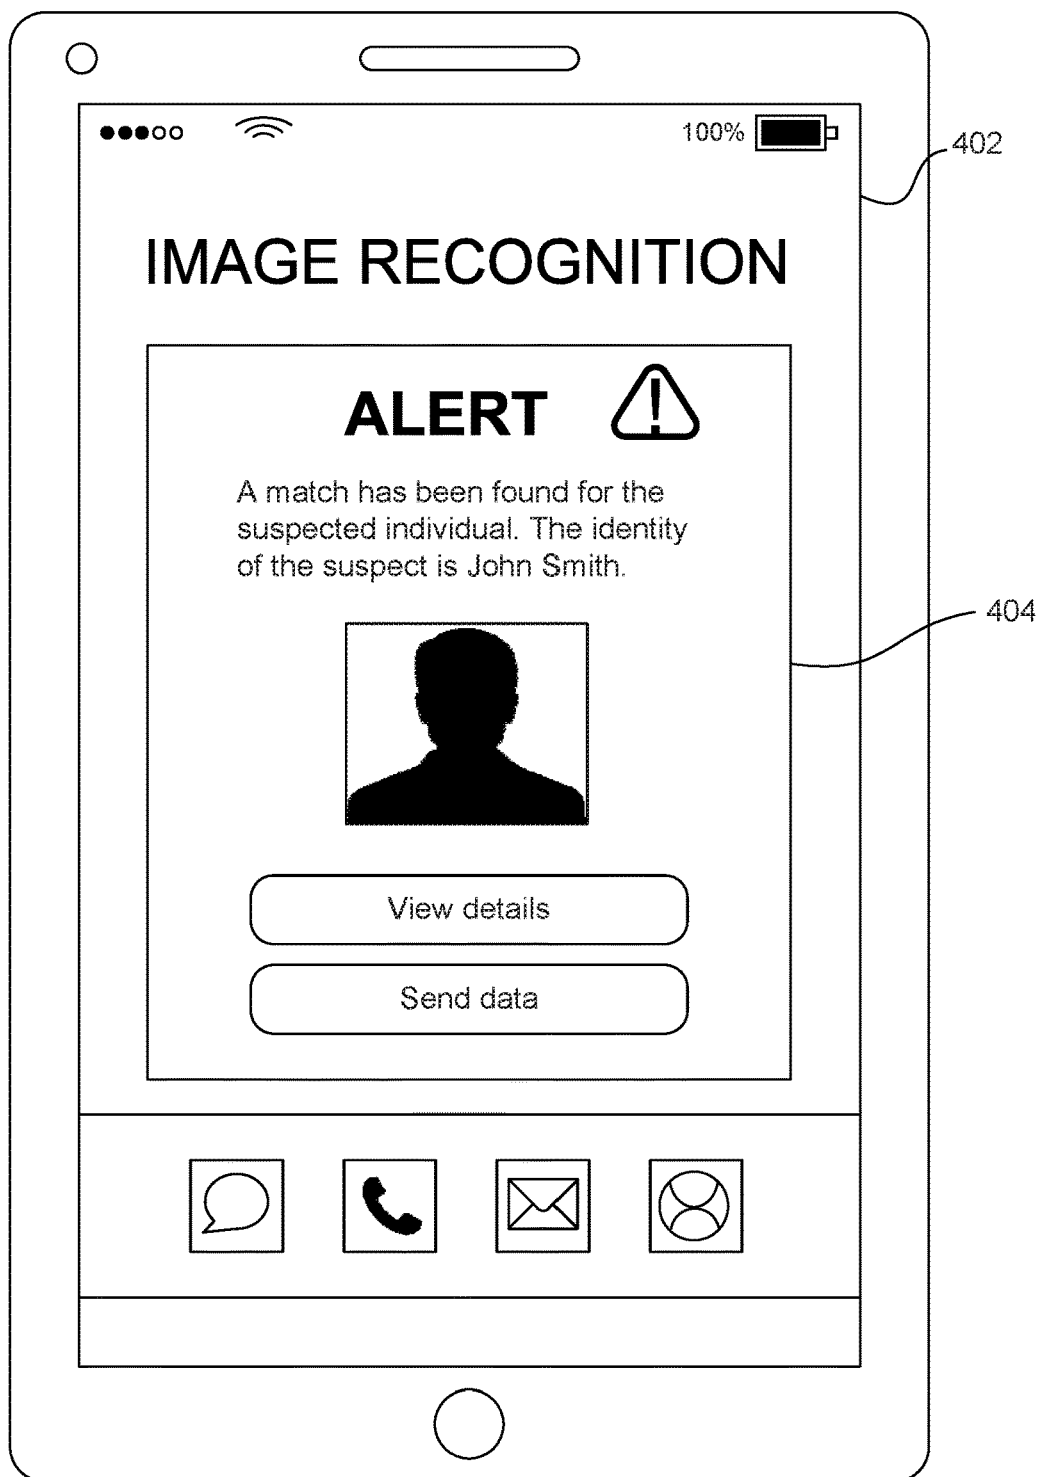 100%
402
IMAGE RECOGNITION
ALERT
A match has been found for the
suspected individual. The identity
of the suspect is John Smith.
404
View details
Send data